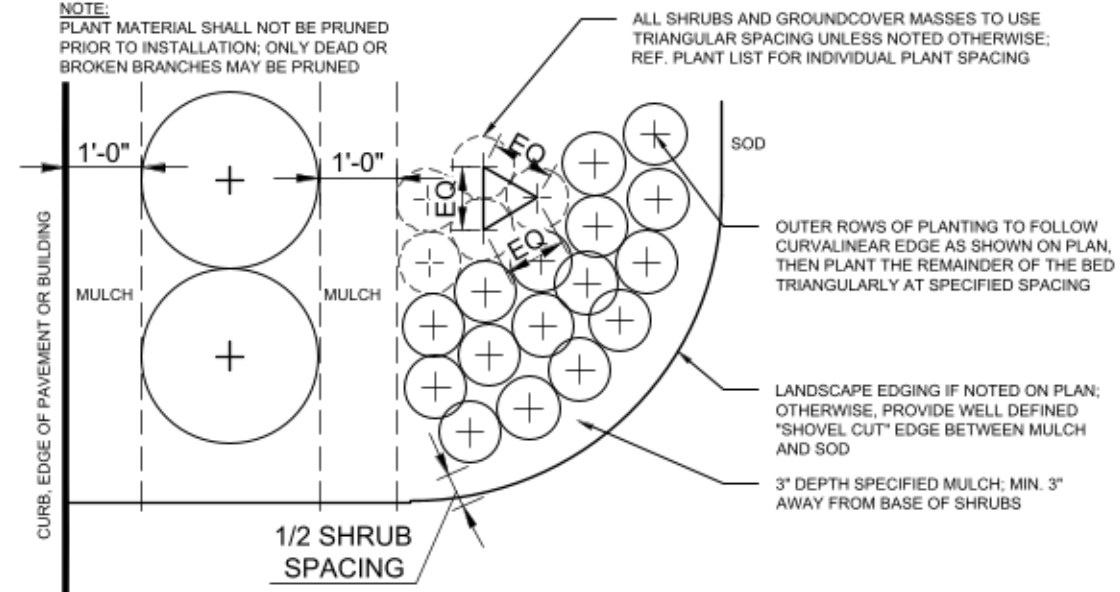 NOTE:
PLANT MATERIAL SHALL NOT BE PRUNED
PRIOR TO INSTALLATION; ONLY DEAD OR
BROKEN BRANCHES MAY BE PRUNED
ALL SHRUBS AND GROUNDCOVER MASSES TO USE
TRIANGULAR SPACING UNLESS NOTED OTHERWISE;
REF. PLANT LIST FOR INDIVIDUAL PLANT SPACING
1'-0"
1'-0"
EQ
EQ
EQ
SOD
CURB, EDGE OF PAVEMENT OR BUILDING
MULCH
MULCH
OUTER ROWS OF PLANTING TO FOLLOW
CURVALINEAR EDGE AS SHOWN ON PLAN,
THEN PLANT THE REMAINDER OF THE BED
TRIANGULARLY AT SPECIFIED SPACING
LANDSCAPE EDGING IF NOTED ON PLAN;
OTHERWISE, PROVIDE WELL DEFINED
"SHOVEL CUT" EDGE BETWEEN MULCH
AND SOD
3" DEPTH SPECIFIED MULCH; MIN. 3"
AWAY FROM BASE OF SHRUBS
1/2 SHRUB
SPACING